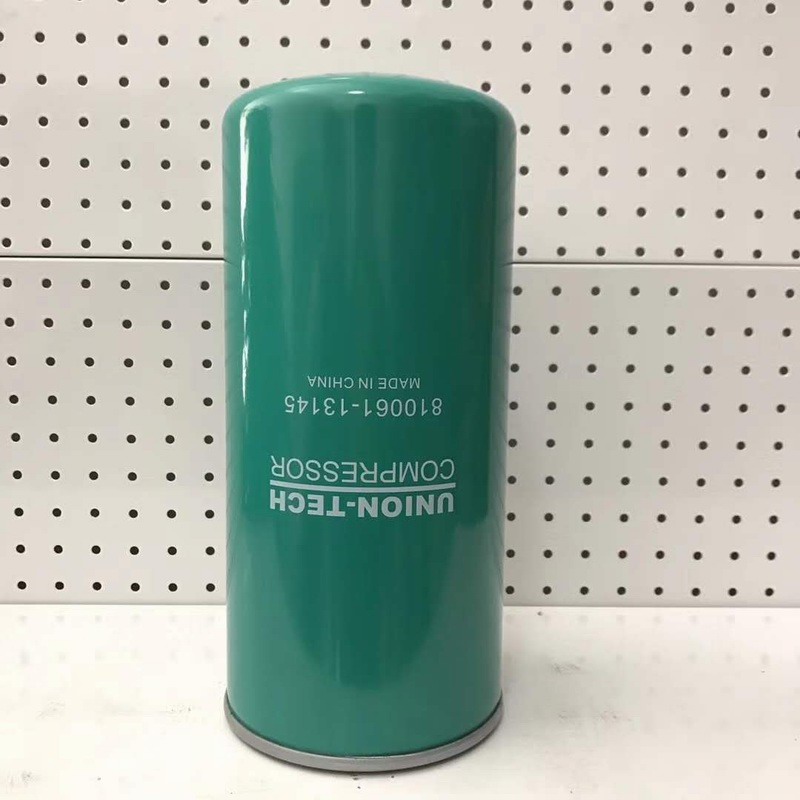 UNION-TECH
COMPRESSOR
810061-13145
MADE IN CHINA